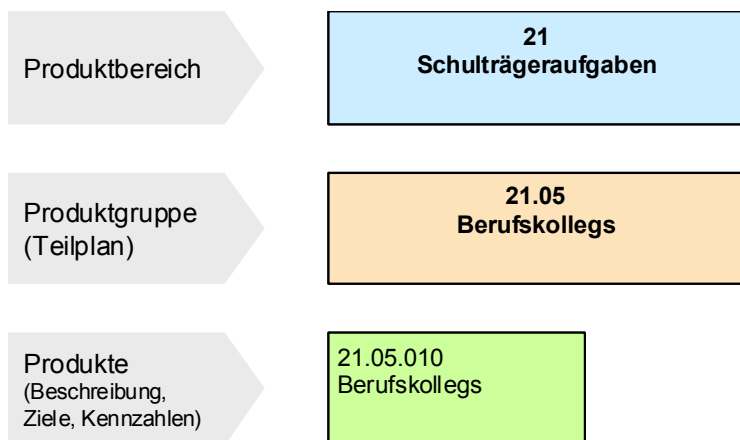 Produktbereich
21
Schulträgeraufgaben
Produktgruppe
(Teilplan)
21.05
Berufskollegs
Produkte
(Beschreibung,
Ziele, Kennzahlen)
21.05.010
Berufskollegs